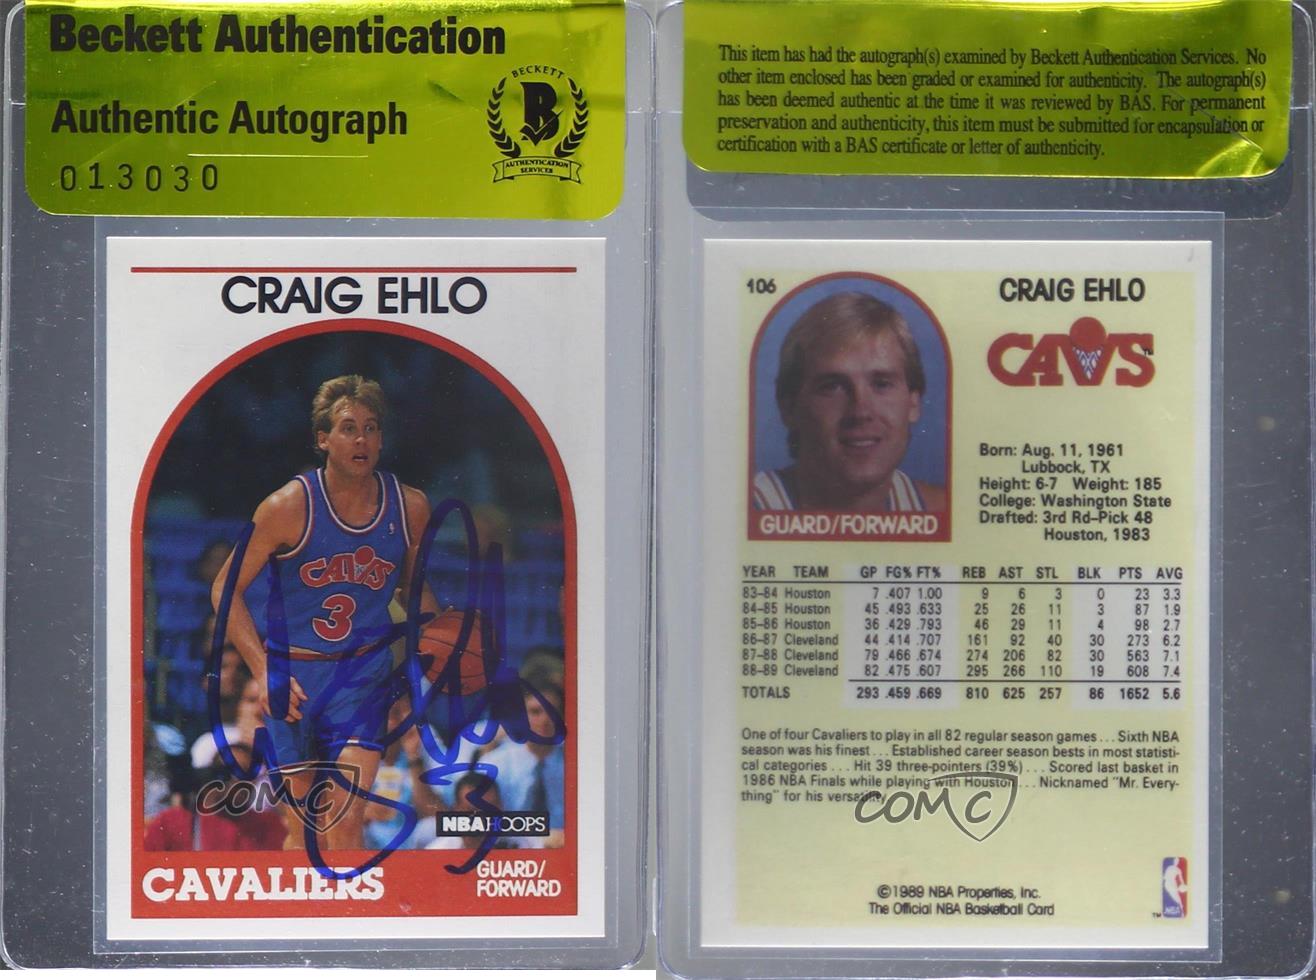 Beckett Authentication
Authentic Autograph
013030
BECKETT
B
AUTHENTICATION
SERVICES
CRAIG EHLO
CAVS
3
3
COMC
NBA HOOPS
CAVALIERS
GUARD/
FORWARD
This item has had the autograph(s) examined by Beckett Authentication Services. No
other item enclosed has been graded or examined for authenticity. The autograph(s)
has been deemed authentic at the time it was reviewed by BAS. For permanent
preservation and authenticity, this item must be submitted for encapsulation or
certification with a BAS certificate or letter of authenticity.
106
CRAIG EHLO
CAVS
GUARD/FORWARD
Born: Aug. 11, 1961
Lubbock, TX
Height: 6-7 Weight: 185
College: Washington State
Drafted: 3rd Rd–Pick 48
Houston, 1983
YEAR TEAM GP FG% FT% REB AST STL BLK PTS AVG
83–84 Houston 7 .407 1.00 9 6 3 0 23 3.3
84–85 Houston 45 .493 .633 25 26 11 3 87 1.9
85–86 Houston 36 .429 .793 46 29 11 4 98 2.7
86–87 Cleveland 44 .414 .707 161 92 40 30 273 6.2
87–88 Cleveland 79 .466 .674 274 206 82 30 563 7.1
88–89 Cleveland 82 .475 .607 295 266 110 19 608 7.4
TOTALS 293 .459 .669 810 625 257 86 1652 5.6
One of four Cavaliers to play in all 82 regular season games . . . Sixth NBA
season was his finest . . . Established career season bests in most statisti-
cal categories . . . Hit 39 three-pointers (39%) . . . Scored last basket in
1986 NBA Finals while playing with Houston . . . Nicknamed "Mr. Every-
thing" for his versatility.
COMC
©1989 NBA Properties, Inc.
The Official NBA Basketball Card
TM
NBA